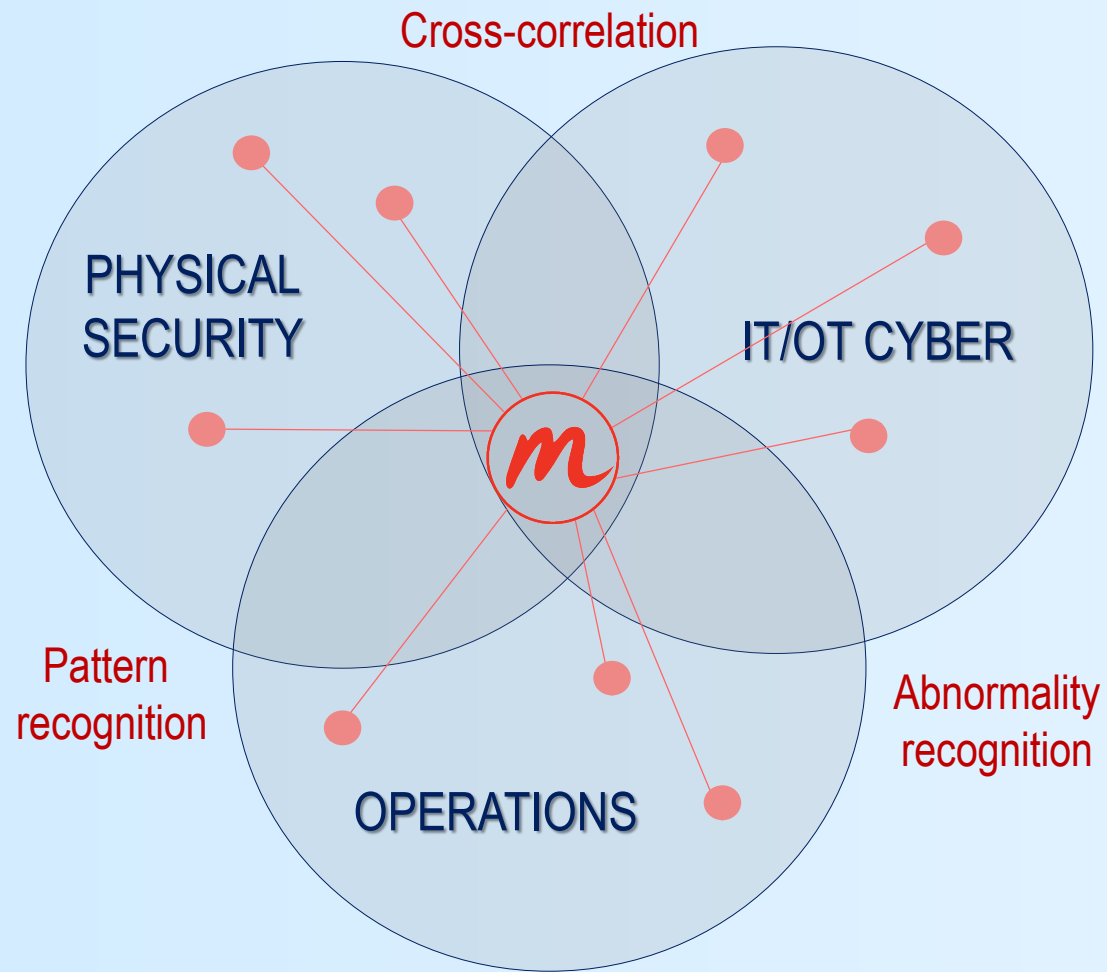 Cross-correlation
PHYSICAL
SECURITY
IT/OT CYBER
m
Pattern
recognition
Abnormality
recognition
OPERATIONS